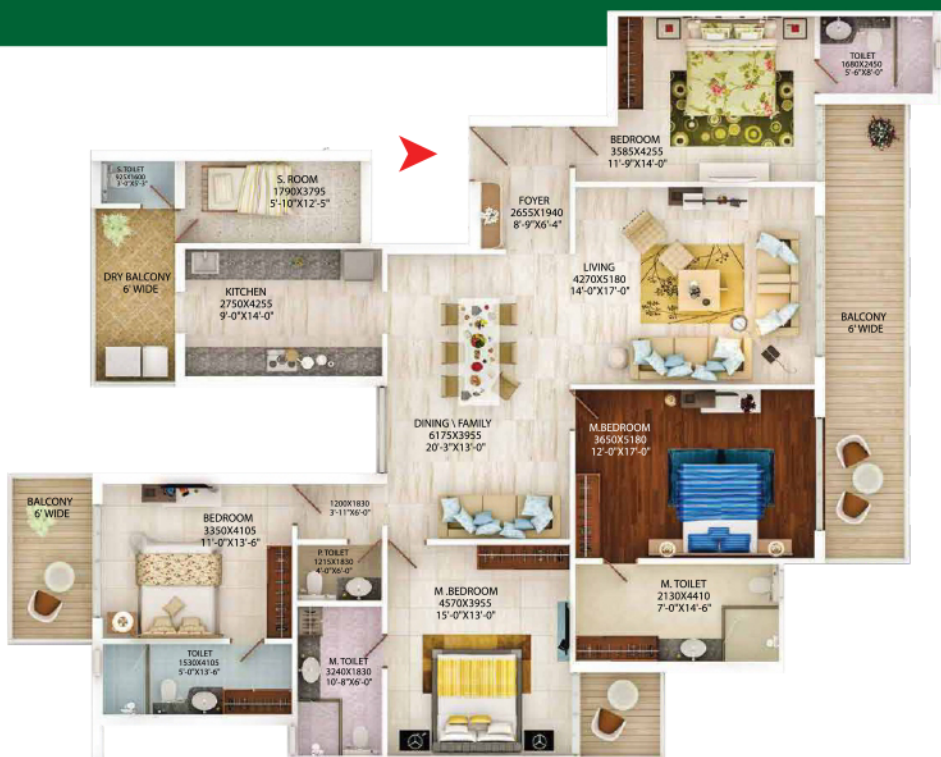 TOILET
1680X2450
5'-6"X8'-0"
BEDROOM
3585X4255
11'-9"X14'-0"
S.TOILET
925X1600
3'-0"X5'-3"
S. ROOM
1790X3795
5'-10"X12'-5"
FOYER
2655X1940
8'-9"X6'-4"
DRY BALCONY
6' WIDE
KITCHEN
2750X4255
9'-0"X14'-0"
LIVING
4270X5180
14'-0"X17'-0"
BALCONY
6' WIDE
DINING \ FAMILY
6175X3955
20'-3"X13'-0"
M.BEDROOM
3650X5180
12'-0"X17'-0"
BALCONY
6' WIDE
BEDROOM
3350X4105
11'-0"X13'-6"
1200X1830
3'-11"X6'-0"
P. TOILET
1215X1830
4'-0"X6'-0"
M .BEDROOM
4570X3955
15'-0"X13'-0"
M. TOILET
2130X4410
7'-0"X14'-6"
TOILET
1530X4105
5'-0"X13'-6"
M. TOILET
3240X1830
10'-8"X6'-0"